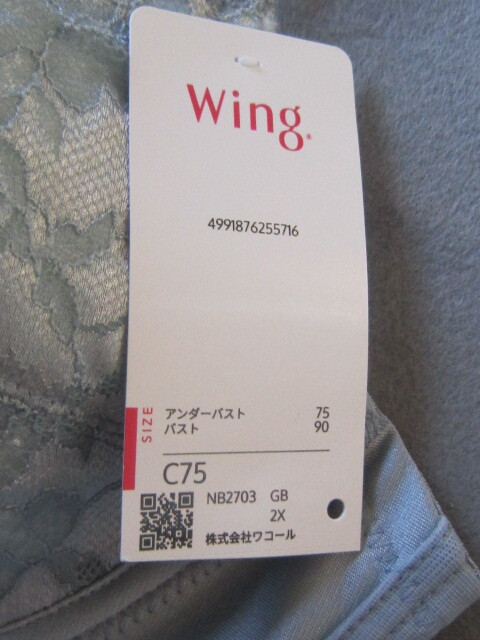 Wing
4991876255716
SIZE
アンダーバスト 75
バスト 90
C75
NB2703 GB
2X
株式会社ワコール